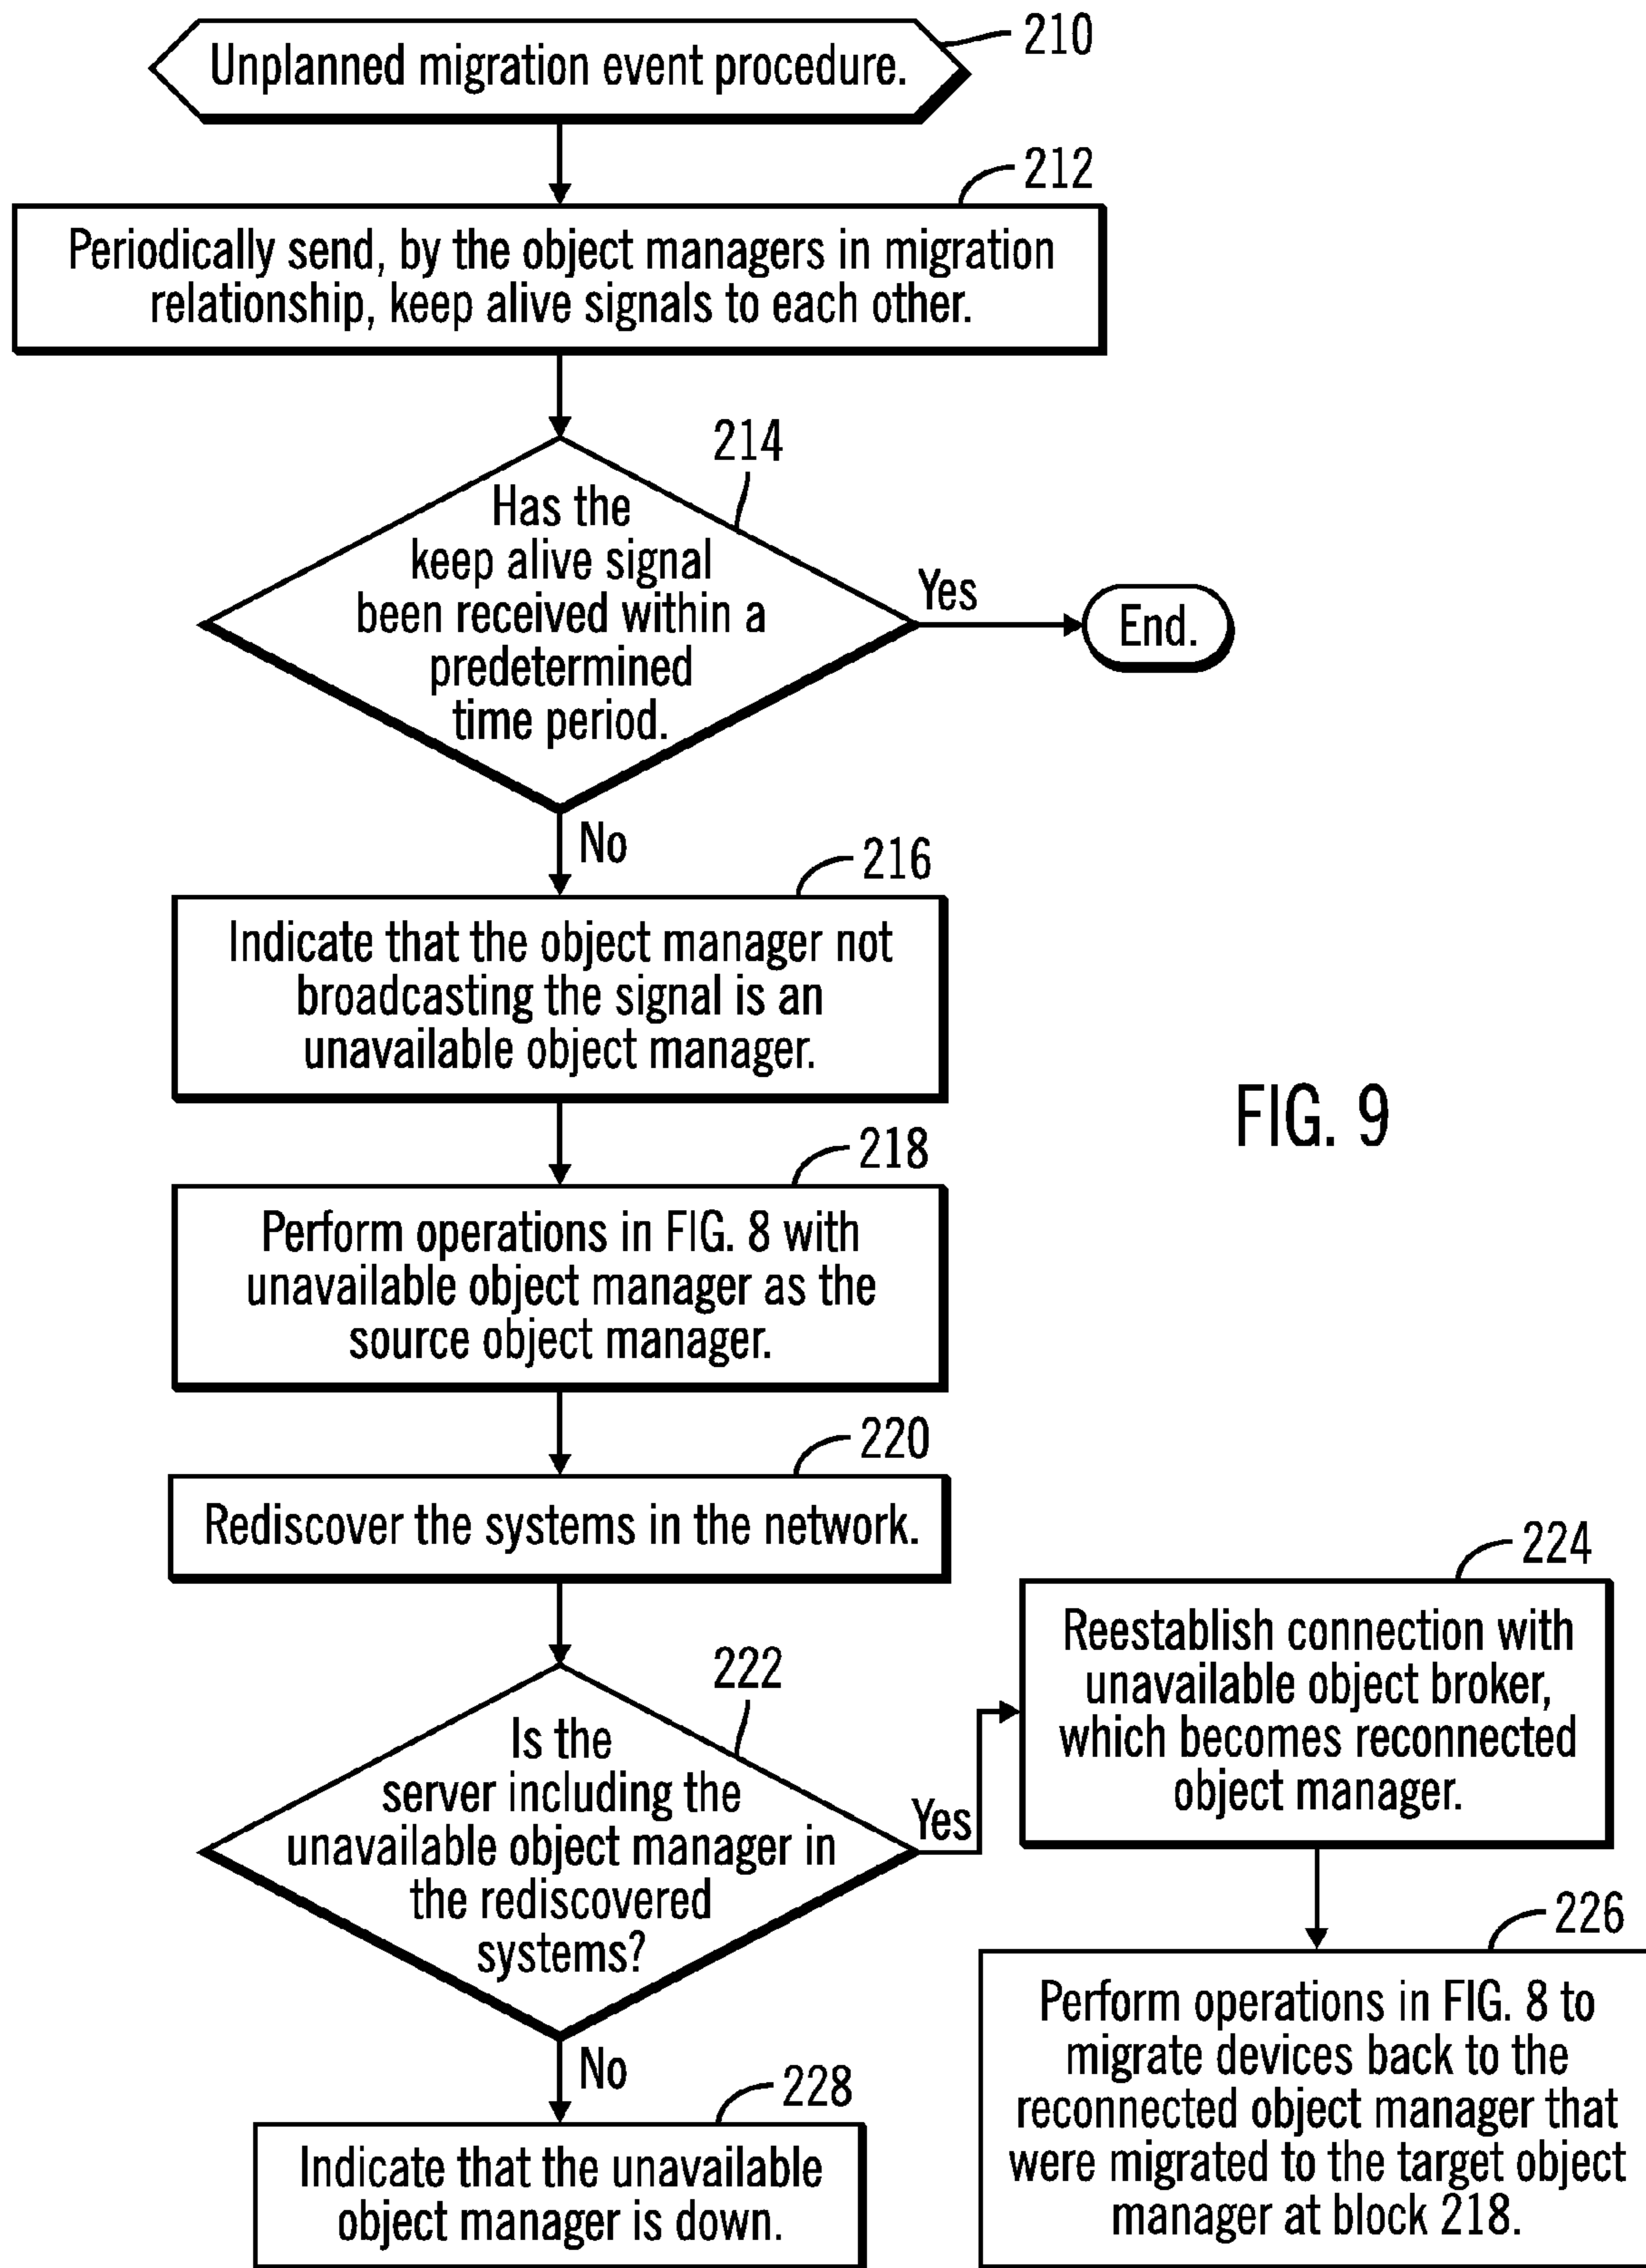 210
Unplanned migration event procedure.
212
Periodically send, by the object managers in migration
relationship, keep alive signals to each other.
214
Has the
keep alive signal
been received within a
predetermined
time period.
Yes
End.
No
216
Indicate that the object manager not
broadcasting the signal is an
unavailable object manager.
FIG. 9
218
Perform operations in FIG. 8 with
unavailable object manager as the
source object manager.
220
Rediscover the systems in the network.
222
Is the
server including the
unavailable object manager in
the rediscovered
systems?
Yes
224
Reestablish connection with
unavailable object broker,
which becomes reconnected
object manager.
226
Perform operations in FIG. 8 to
migrate devices back to the
reconnected object manager that
were migrated to the target object
manager at block 218.
No
228
Indicate that the unavailable
object manager is down.